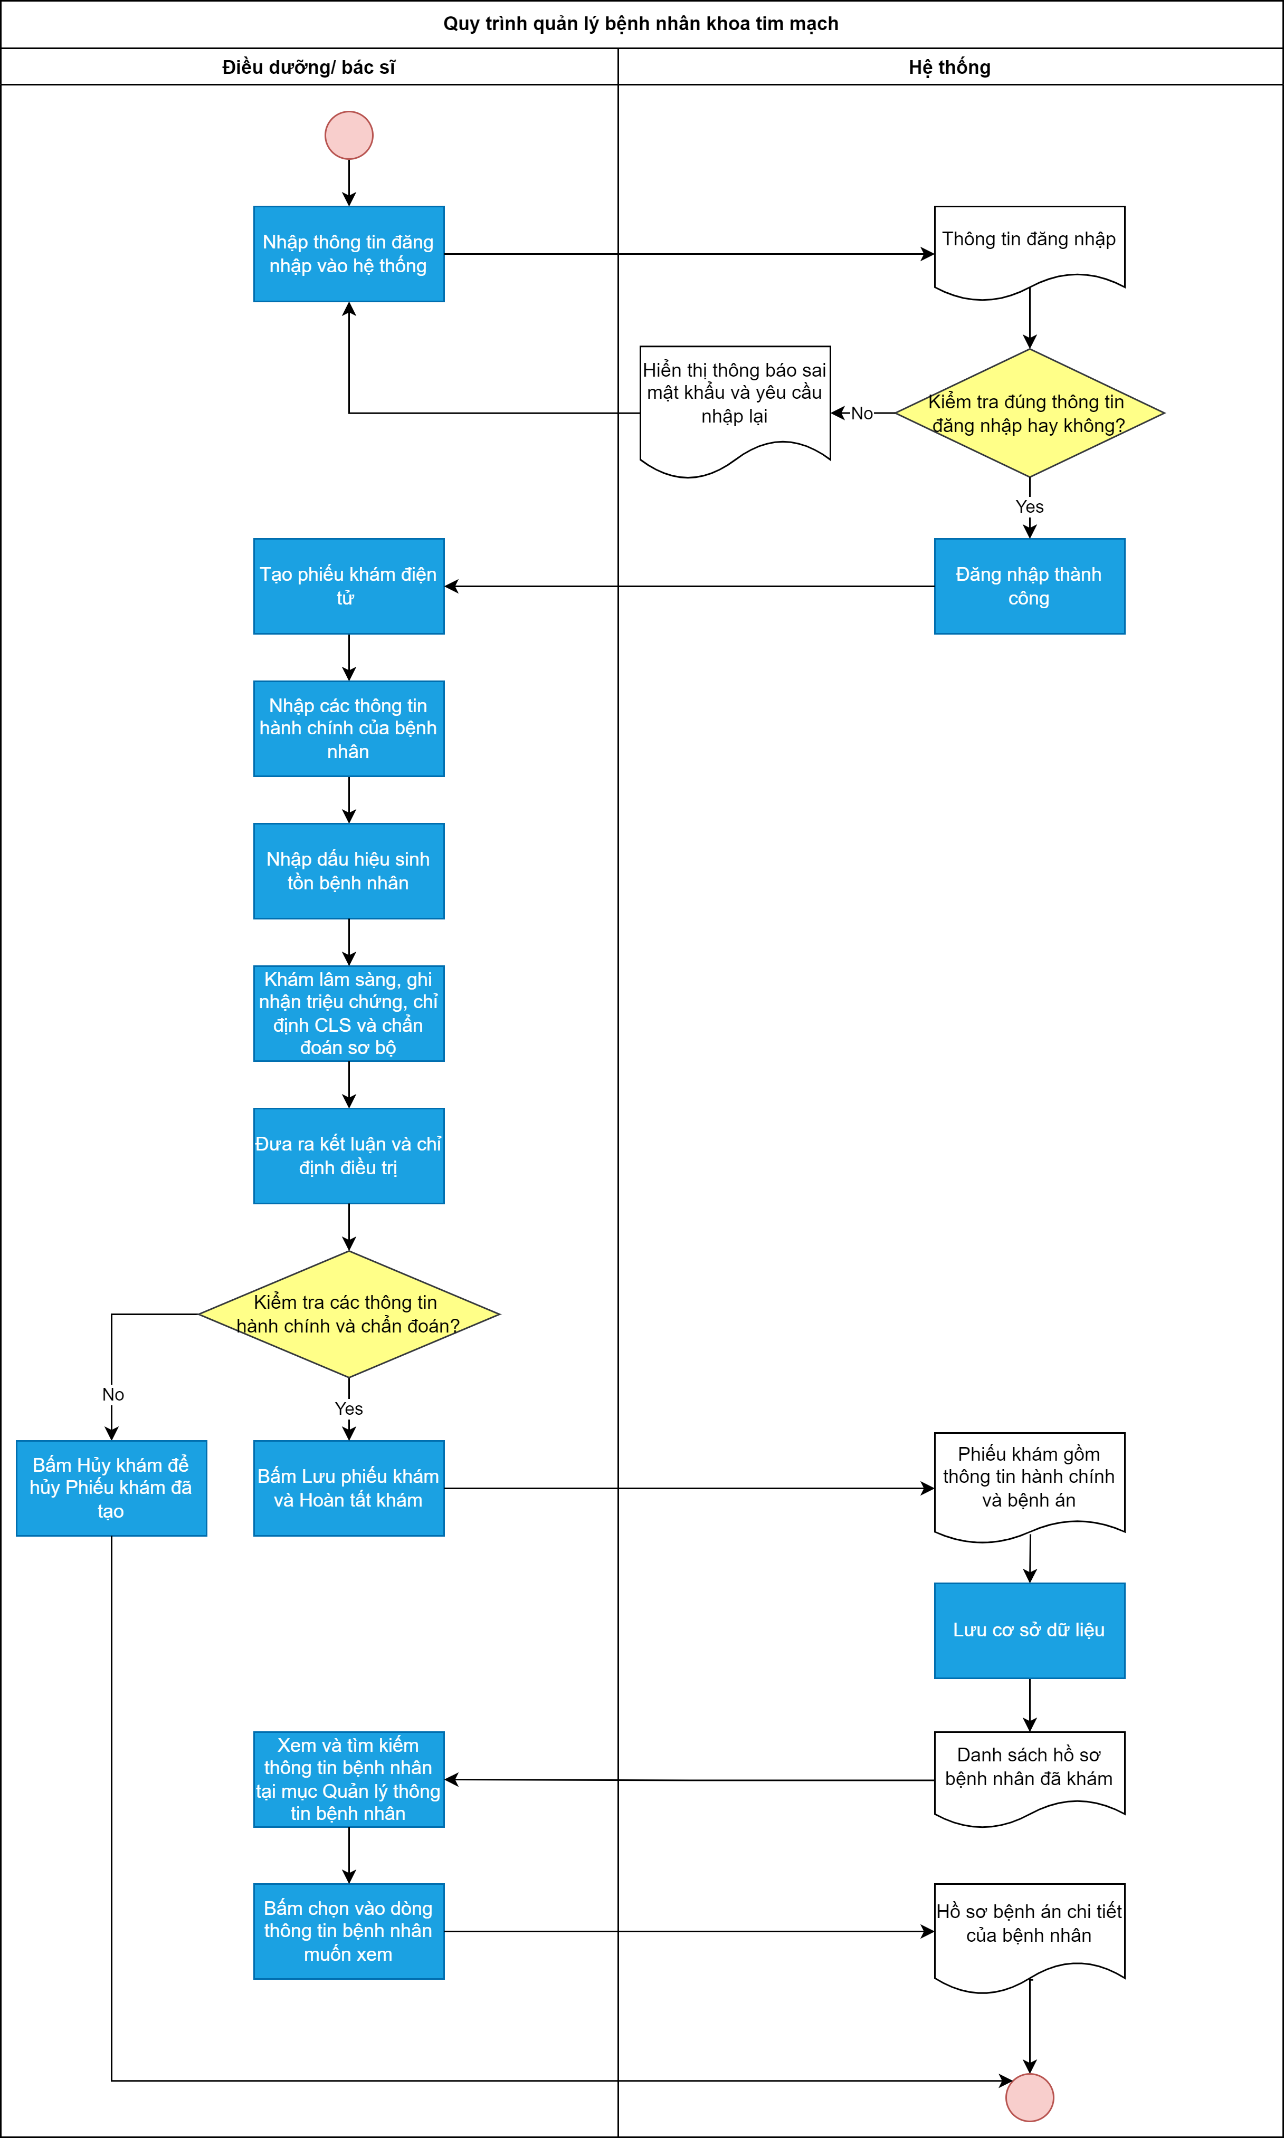 Quy trình quản lý bệnh nhân khoa tim mạch
Điều dưỡng/ bác sĩ
Hệ thống
Nhập thông tin đăng
nhập vào hệ thống
Thông tin đăng nhập
Hiển thị thông báo sai
mật khẩu và yêu cầu
nhập lại
No
Kiểm tra đúng thông tin
đăng nhập hay không?
Yes
Tạo phiếu khám điện
tử
Đăng nhập thành
công
Nhập các thông tin
hành chính của bệnh
nhân
Nhập dấu hiệu sinh
tồn bệnh nhân
Khám lâm sàng, ghi
nhận triệu chứng, chỉ
định CLS và chẩn
đoán sơ bộ
Đưa ra kết luận và chỉ
định điều trị
Kiểm tra các thông tin
hành chính và chẩn đoán?
No
Yes
Bấm Hủy khám để
hủy Phiếu khám đã
tạo
Bấm Lưu phiếu khám
và Hoàn tất khám
Phiếu khám gồm
thông tin hành chính
và bệnh án
Lưu cơ sở dữ liệu
Xem và tìm kiếm
thông tin bệnh nhân
tại mục Quản lý thông
tin bệnh nhân
Danh sách hồ sơ
bệnh nhân đã khám
Bấm chọn vào dòng
thông tin bệnh nhân
muốn xem
Hồ sơ bệnh án chi tiết
của bệnh nhân